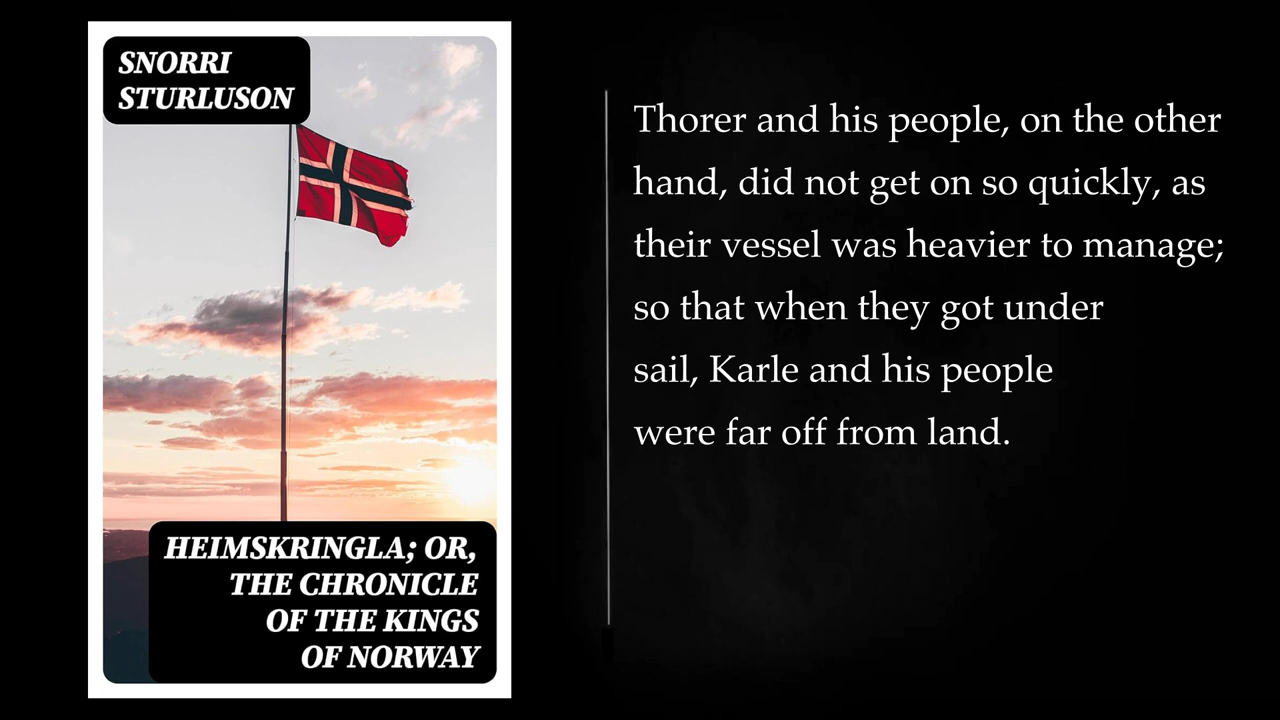 SNORRI
STURLUSON
HEIMSKRINGLA; OR,
THE CHRONICLE
OF THE KINGS
OF NORWAY
Thorer and his people, on the other
hand, did not get on so quickly, as
their vessel was heavier to manage;
so that when they got under
sail, Karle and his people
were far off from land.